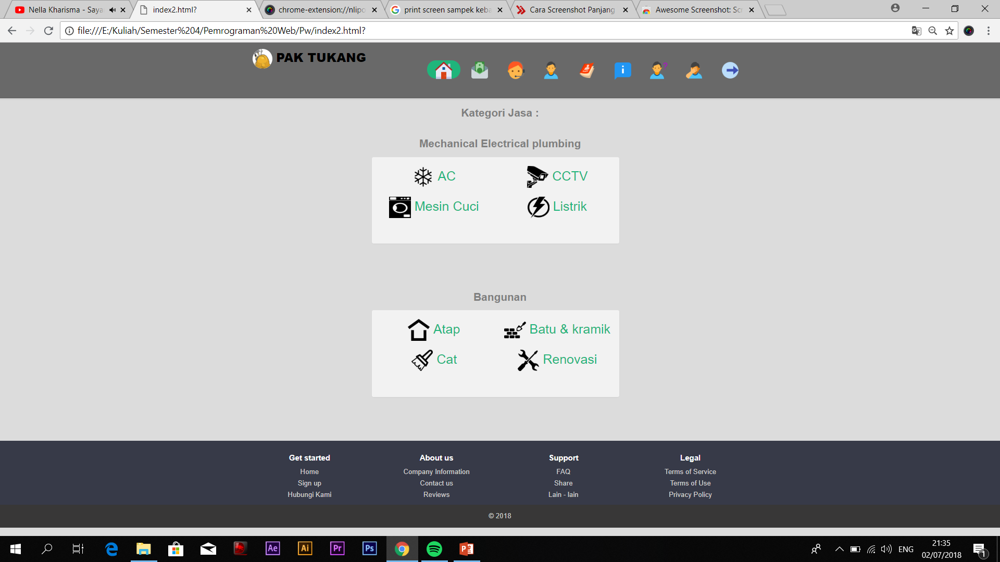 Nella Kharisma - Saya
index2.html?
chrome-extension://nlipo
print screen sampek keba
Cara Screenshot Panjang
Awesome Screenshot: Scr
file:///E:/Kuliah/Semester%204/Pemrograman%20Web/Pw/index2.html?
PAK TUKANG
Kategori Jasa :
Mechanical Electrical plumbing
AC CCTV
Mesin Cuci Listrik
Bangunan
Atap Batu & kramik
Cat Renovasi
Get started About us Support Legal
Home Company Information FAQ Terms of Service
Sign up Contact us Share Terms of Use
Hubungi Kami Reviews Lain - lain Privacy Policy
© 2018
Ae Ai Pr Ps
ENG
21:35
02/07/2018
1